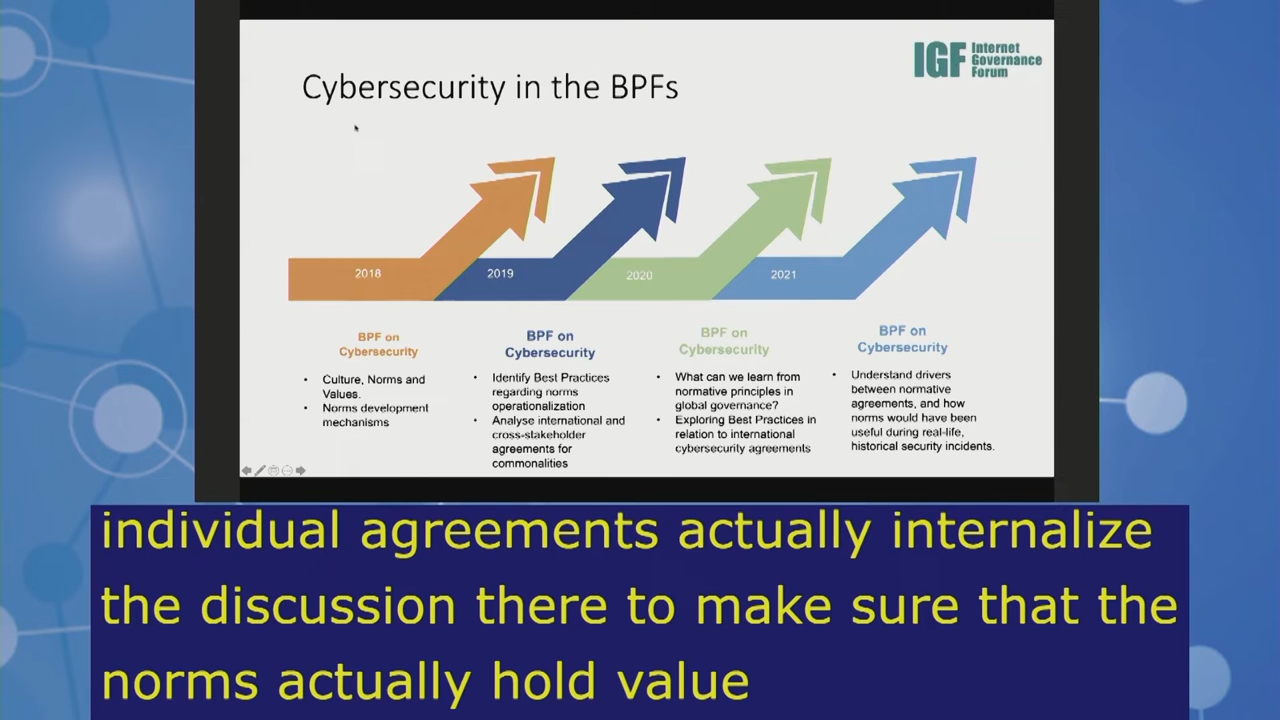 IGF Internet
Governance
Forum
Cybersecurity in the BPFs
2018
2019
2020
2021
BPF on
Cybersecurity
• Culture, Norms and
Values.
• Norms development
mechanisms
BPF on
Cybersecurity
• Identify Best Practices
regarding norms
operationalization
• Analyse international and
cross-stakeholder
agreements for
commonalities
BPF on
Cybersecurity
• What can we learn from
normative principles in
global governance?
• Exploring Best Practices in
relation to international
cybersecurity agreements
BPF on
Cybersecurity
• Understand drivers
between normative
agreements, and how
norms would have been
useful during real-life,
historical security incidents.
individual agreements actually internalize
the discussion there to make sure that the
norms actually hold value